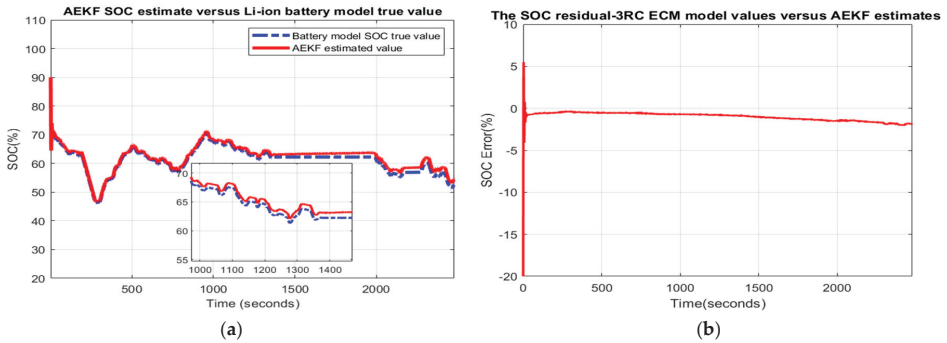 AEKF SOC estimate versus Li-ion battery model true value
110
100
90
80
70
60
50
40
30
20
SOC(%)
Battery model SOC true value
AEKF estimated value
70
65
60
55
1000 1100 1200 1300 1400
500 1000 1500 2000
Time (seconds)
(a)
The SOC residual-3RC ECM model values versus AEKF estimates
10
5
0
-5
-10
-15
-20
SOC Error(%)
0 500 1000 1500 2000
Time(seconds)
(b)